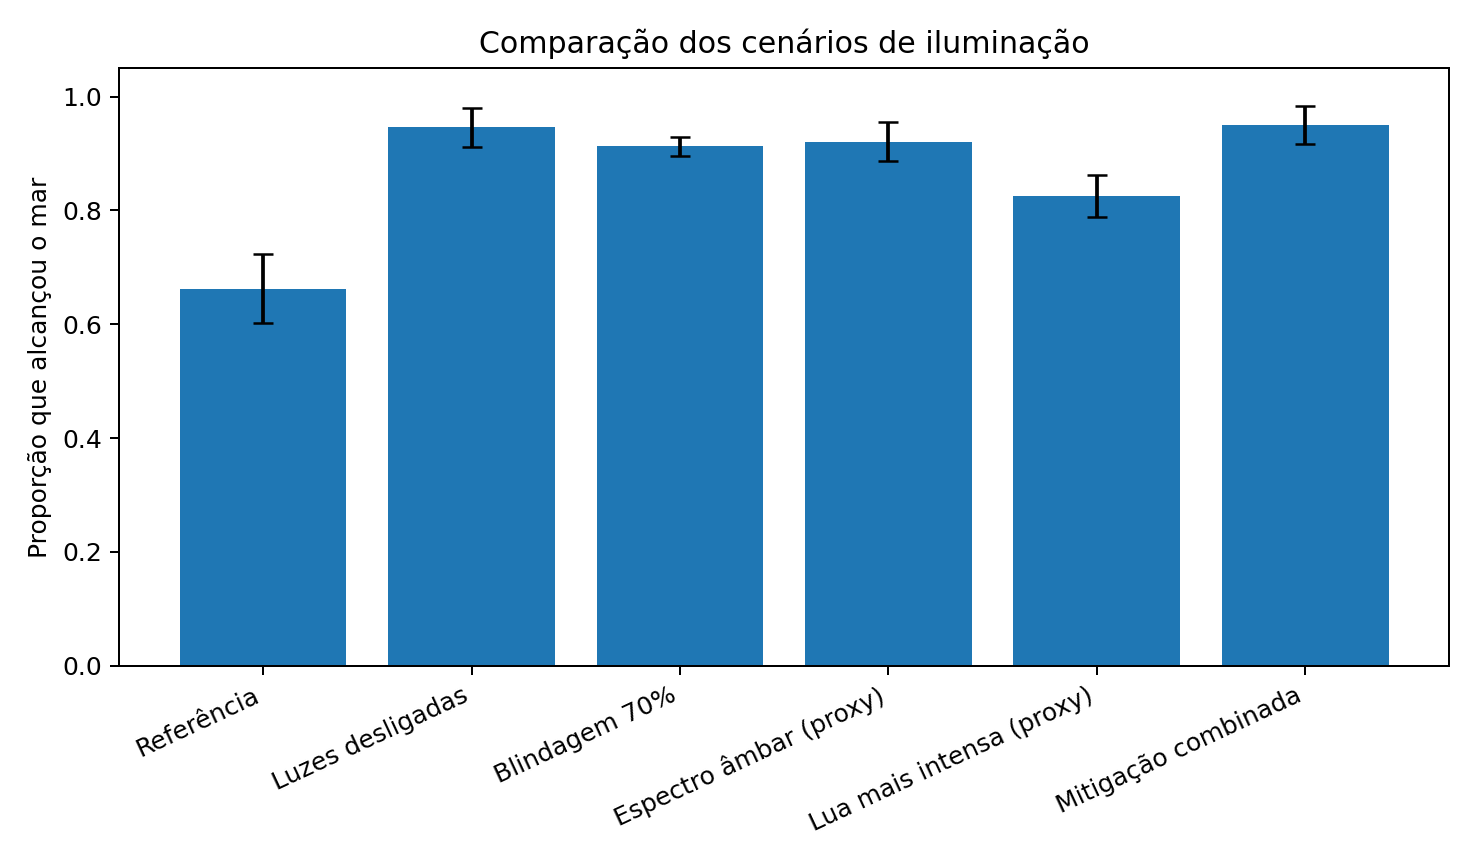 Comparação dos cenários de iluminação
Proporção que alcançou o mar
1.0
0.8
0.6
0.4
0.2
0.0
Referência
Luzes desligadas
Blindagem 70%
Espectro âmbar (proxy)
Lua mais intensa (proxy)
Mitigação combinada